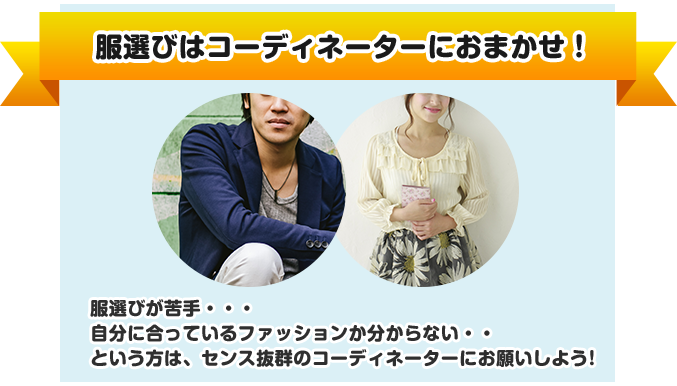 服選びはコーディネーターにおまかせ！
服選びが苦手・・・
自分に合っているファッションか分からない・・
という方は、センス抜群のコーディネーターにお願いしよう!